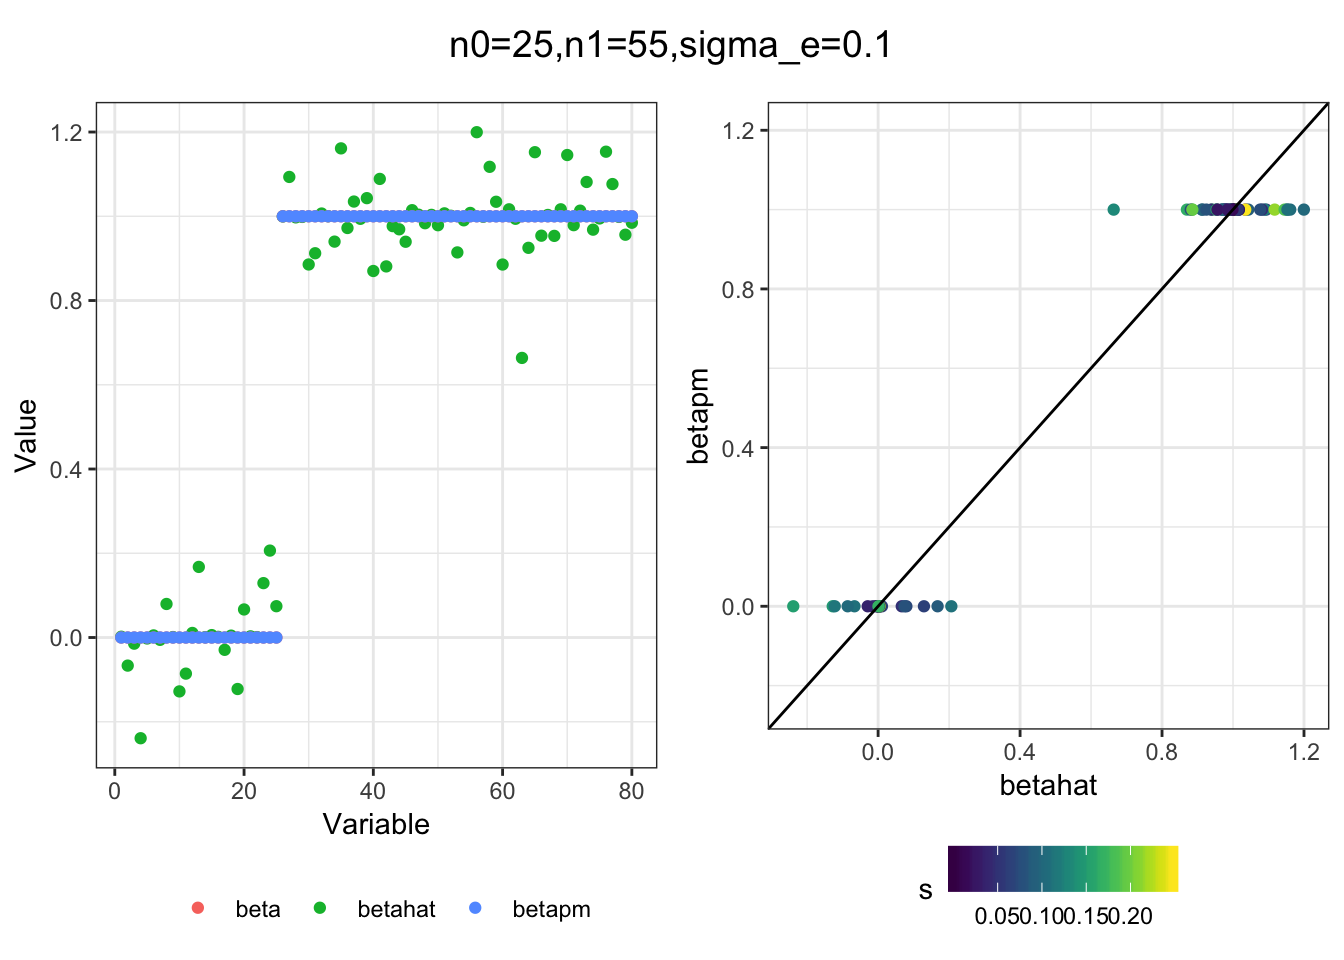 n0=25,n1=55,sigma_e=0.1
Value
1.2
0.8
0.4
0.0
0 20 40 60 80
Variable
beta betahat betapm
betapm
1.2
0.8
0.4
0.0
0.0 0.4 0.8 1.2
betahat
s
0.050.100.150.20